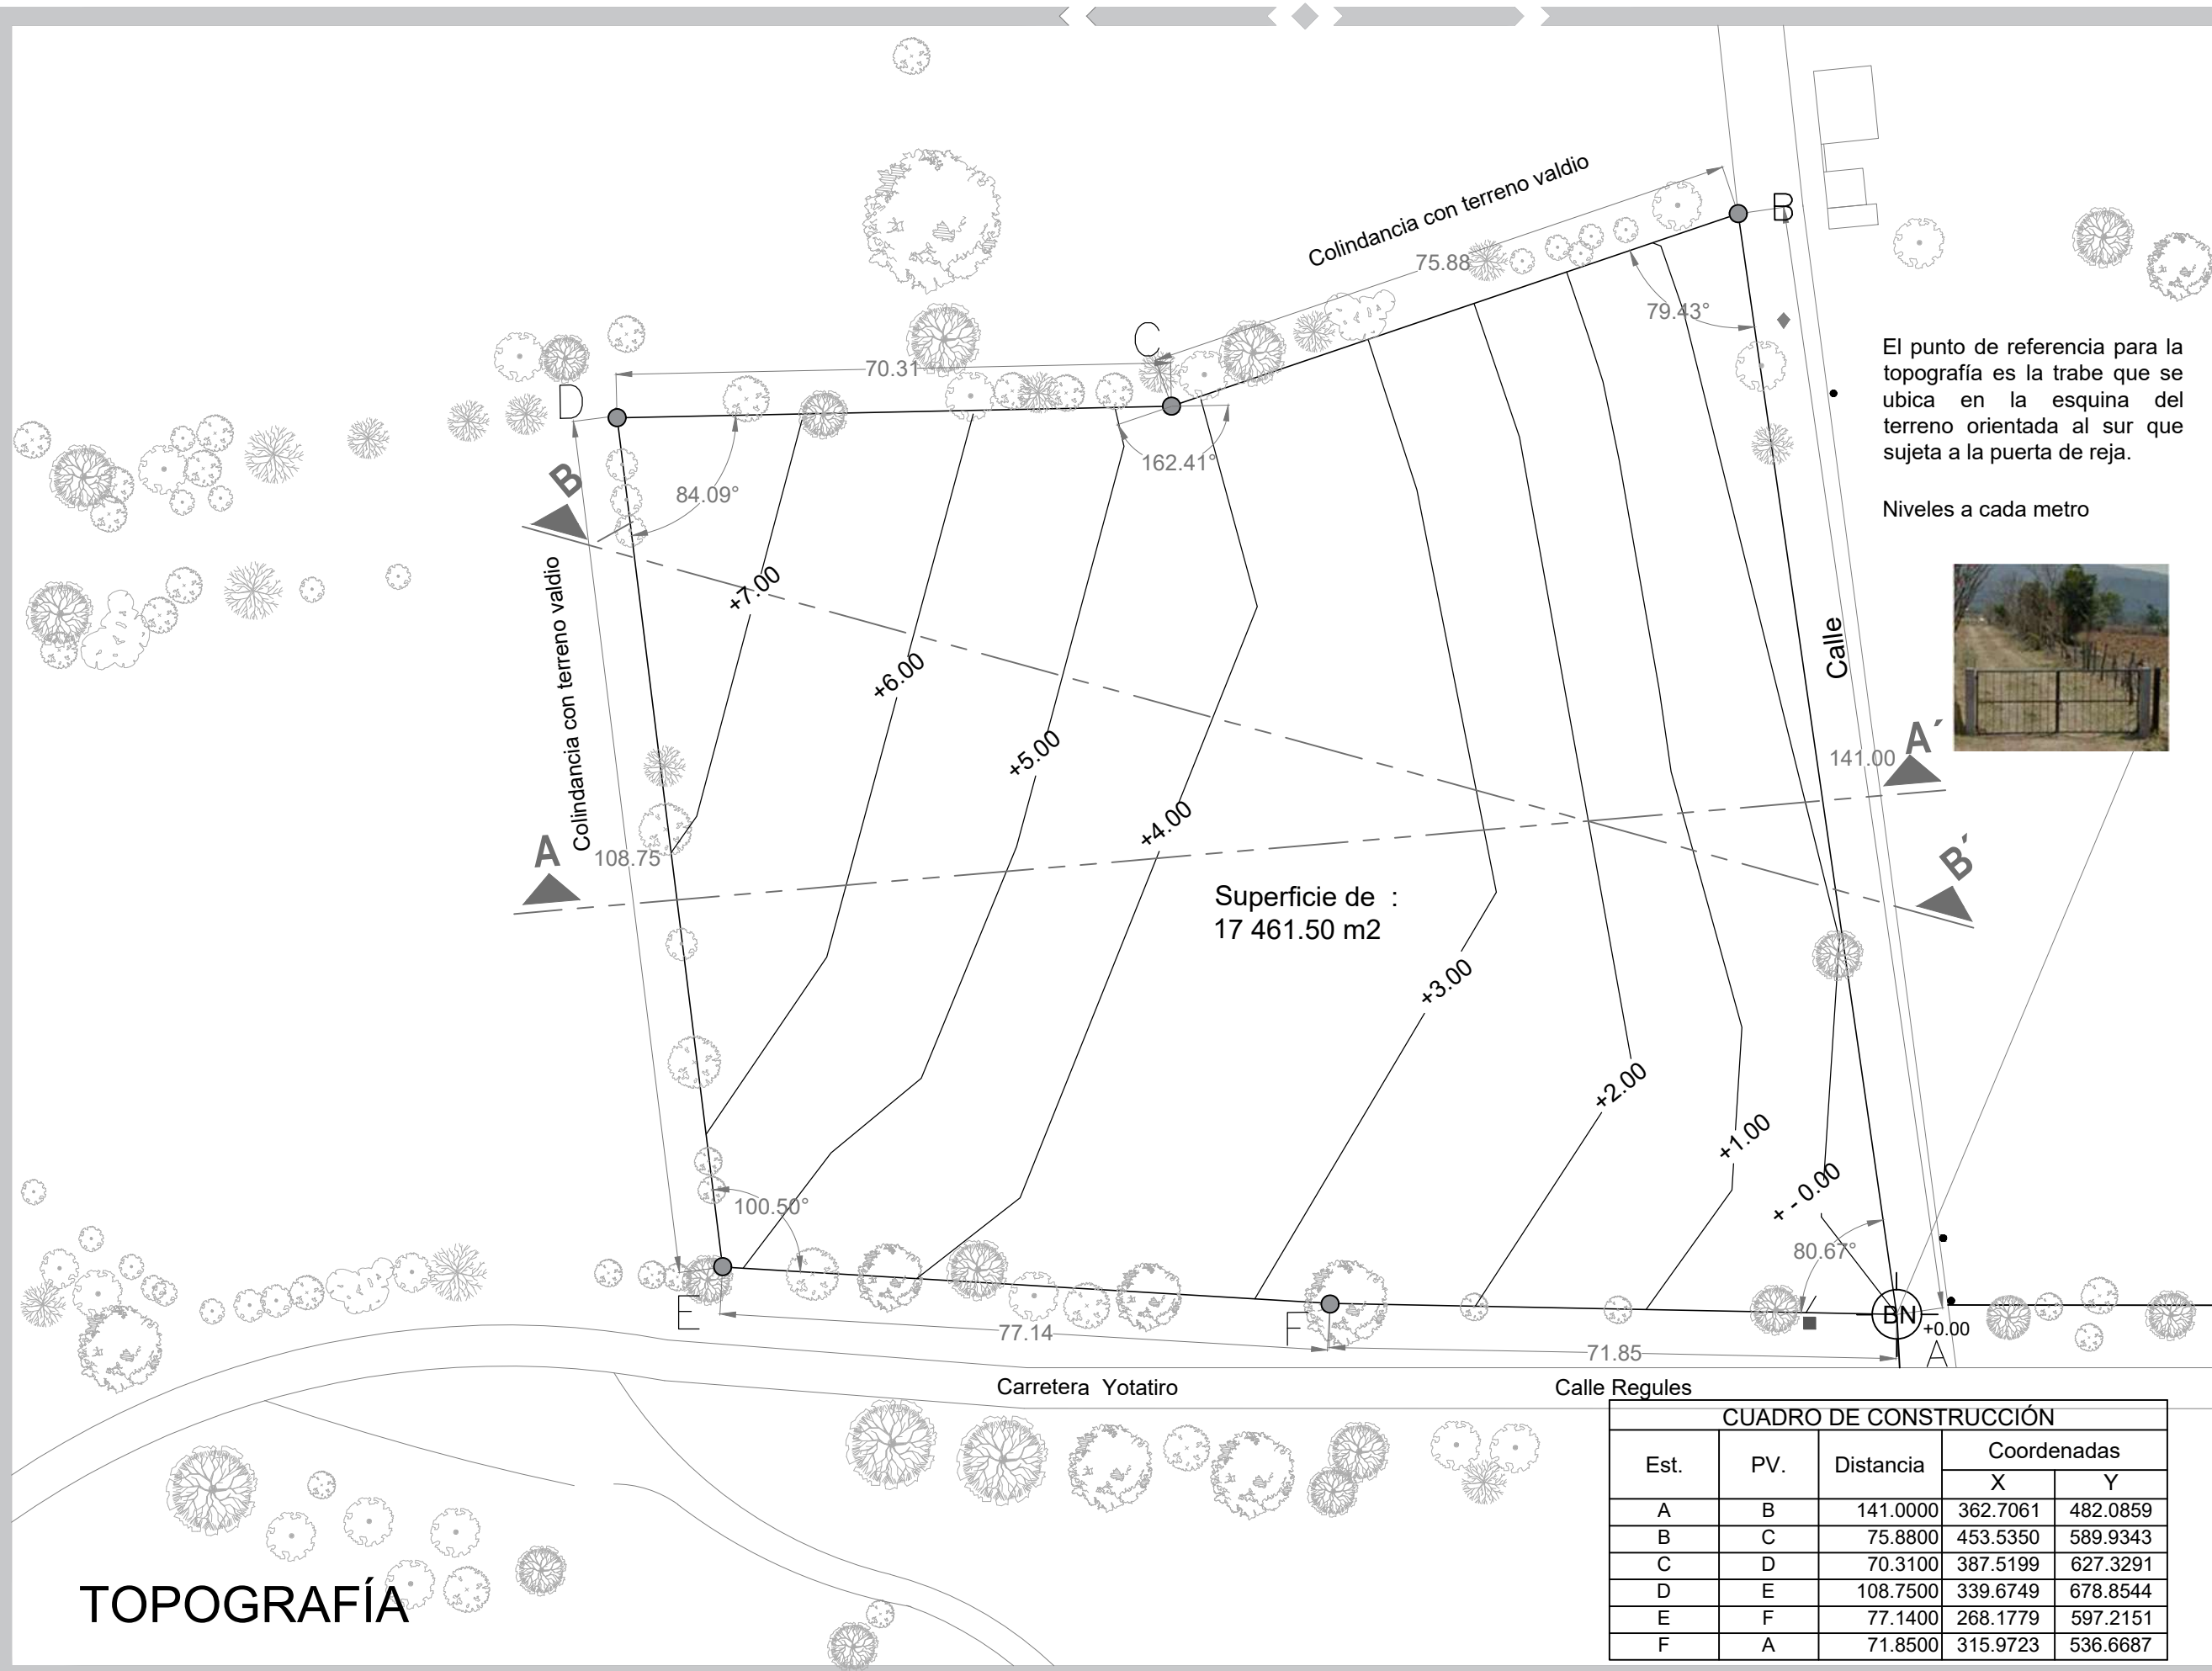 Colindancia con terreno valdio
B
75.88
C
79.43°
70.31
D
162.41°
84.09°
B
El punto de referencia para la
topografía es la trabe que se
ubica en la esquina del
terreno orientada al sur que
sujeta a la puerta de reja.
Niveles a cada metro
Colindancia con terreno valdio
+7.00
+6.00
+5.00
+4.00
Calle
A´
141.00
B´
A
108.75
Superficie de :
17 461.50 m2
+3.00
+2.00
+1.00
+ - 0.00
100.50°
80.67°
E
F
BN
+0.00
A
77.14
71.85
Carretera Yotatiro
Calle Regules
CUADRO DE CONSTRUCCIÓN
Est. PV. Distancia Coordenadas
X Y
A B 141.0000 362.7061 482.0859
B C 75.8800 453.5350 589.9343
C D 70.3100 387.5199 627.3291
D E 108.7500 339.6749 678.8544
E F 77.1400 268.1779 597.2151
F A 71.8500 315.9723 536.6687
TOPOGRAFÍA